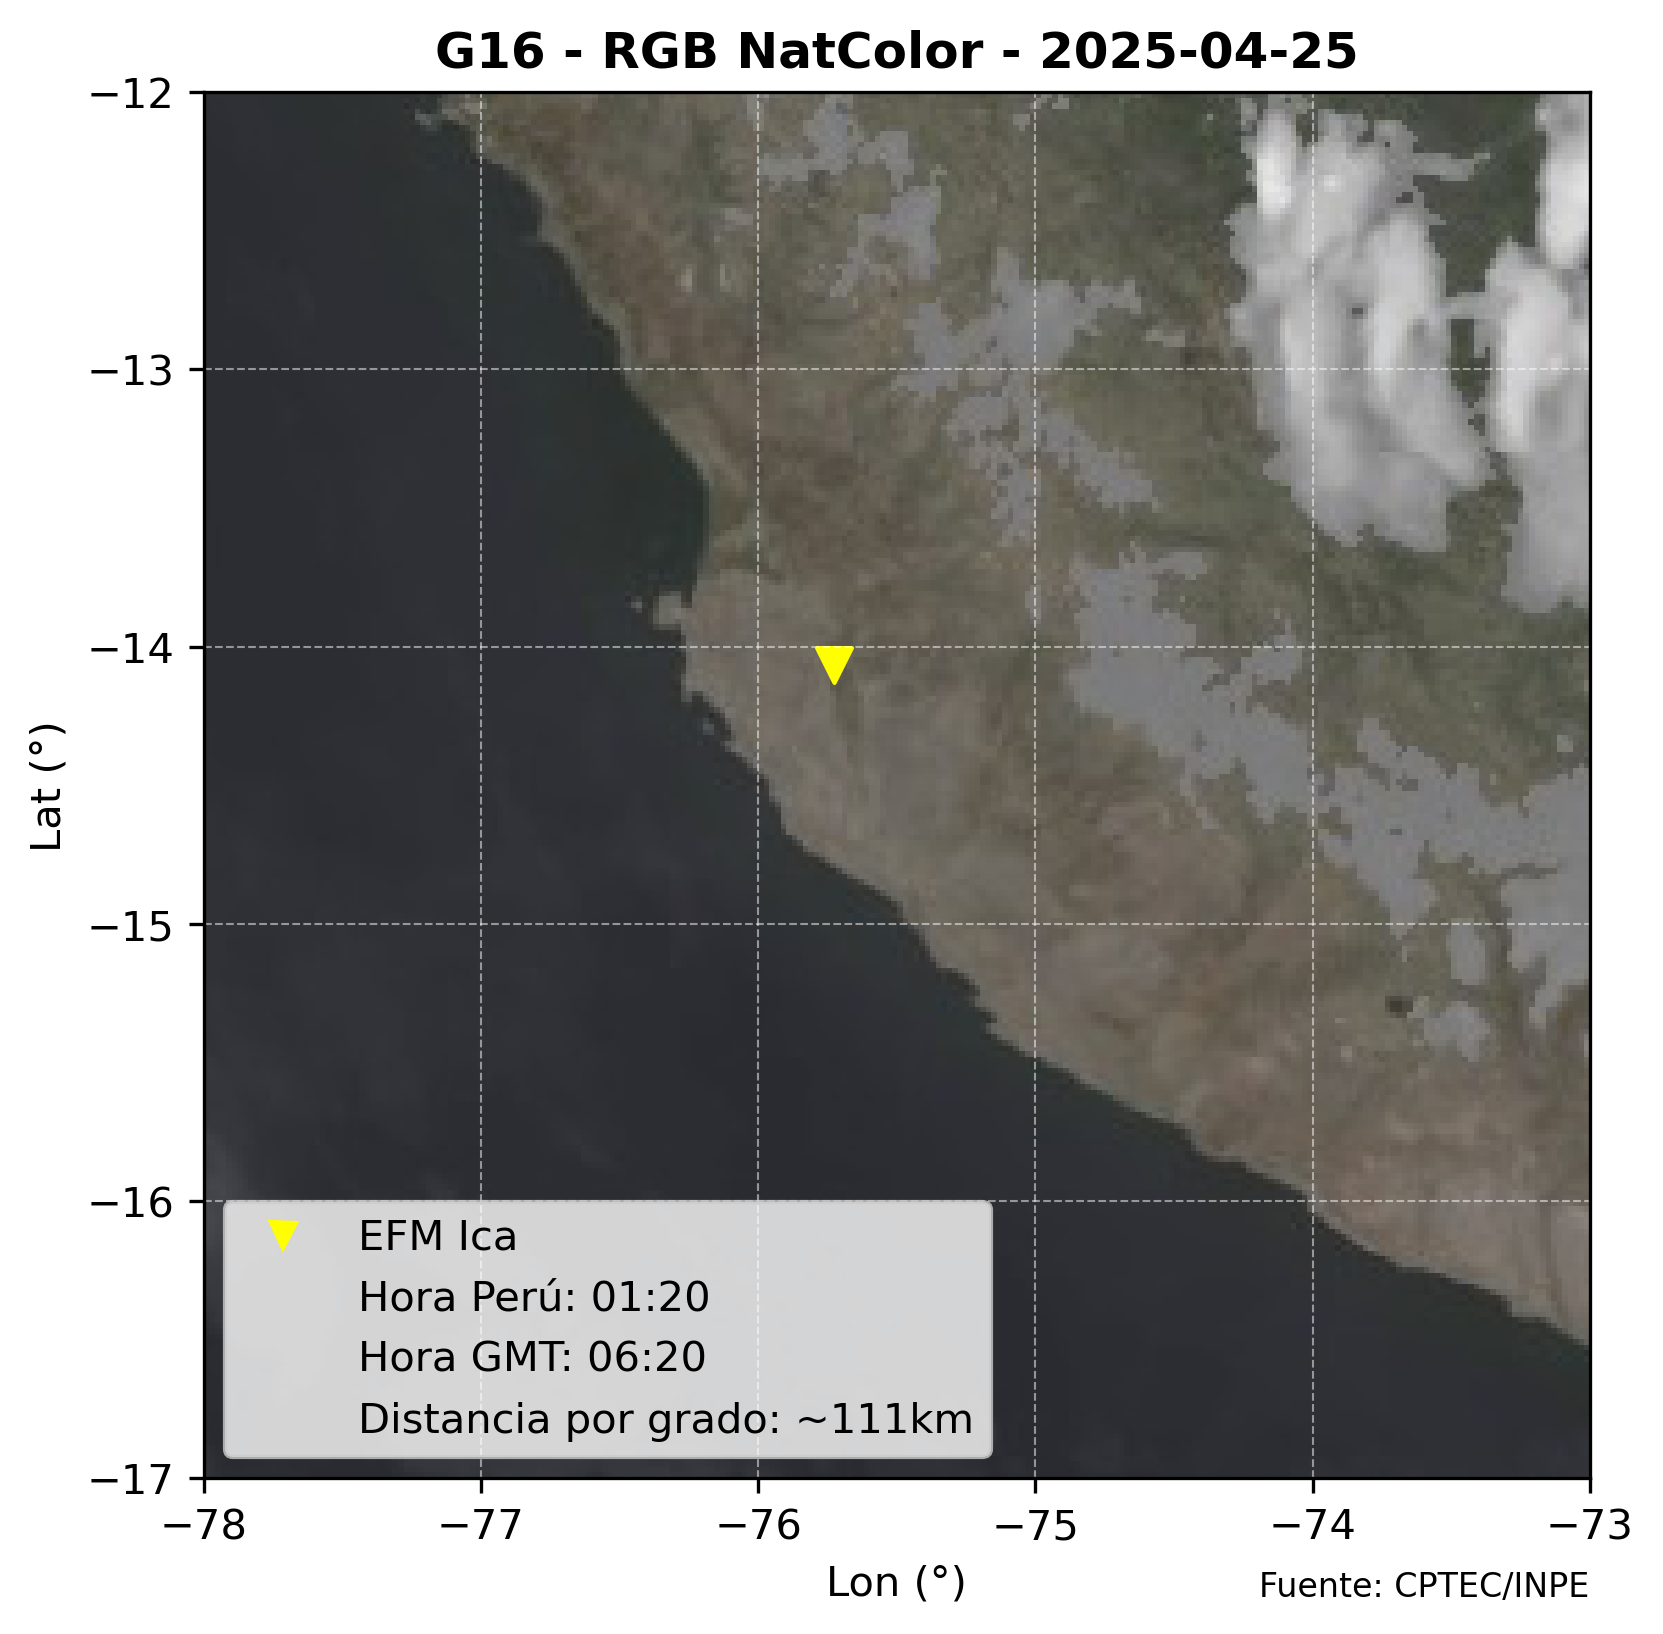 G16 - RGB NatColor - 2025-04-25
−12
−13
−14
−15
−16
−17
Lat (°)
EFM Ica
Hora Perú: 01:20
Hora GMT: 06:20
Distancia por grado: ~111km
−78 −77 −76 −75 −74 −73
Lon (°)
Fuente: CPTEC/INPE